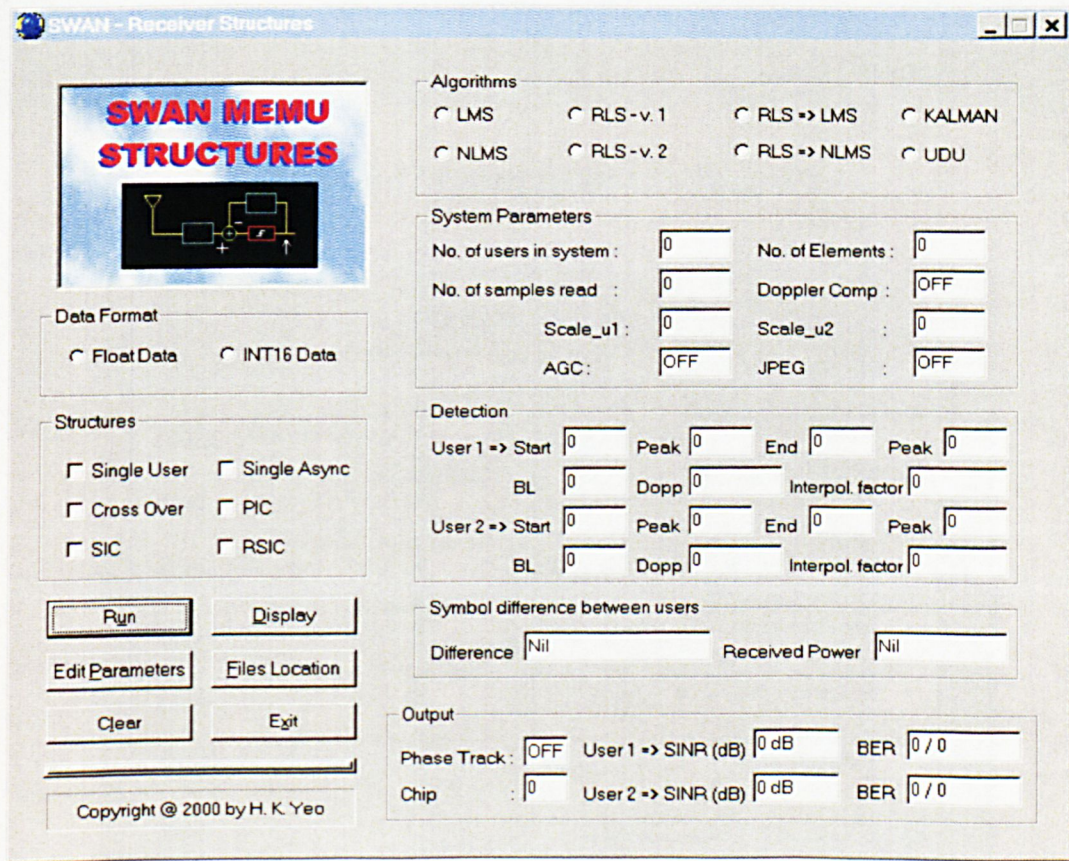 SWAN - Receiver Structures
SWAN MEMU
STRUCTURES
Data Format
Float Data INT16 Data
Structures
Single User Single Async
Cross Over PIC
SIC RSIC
Run Display
Edit Parameters Files Location
Clear Exit
Copyright @ 2000 by H. K. Yeo
Algorithms
LMS RLS - v. 1 RLS => LMS KALMAN
NLMS RLS - v. 2 RLS => NLMS UDU
System Parameters
No. of users in system : 0 No. of Elements : 0
No. of samples read : 0 Doppler Comp : OFF
Scale_u1 : 0 Scale_u2 : 0
AGC : OFF JPEG : OFF
Detection
User 1 => Start 0 Peak 0 End 0 Peak 0
BL 0 Dopp 0 Interpol. factor 0
User 2 => Start 0 Peak 0 End 0 Peak 0
BL 0 Dopp 0 Interpol. factor 0
Symbol difference between users
Difference Nil Received Power Nil
Output
Phase Track : OFF User 1 => SINR (dB) 0 dB BER 0 / 0
Chip : 0 User 2 => SINR (dB) 0 dB BER 0 / 0